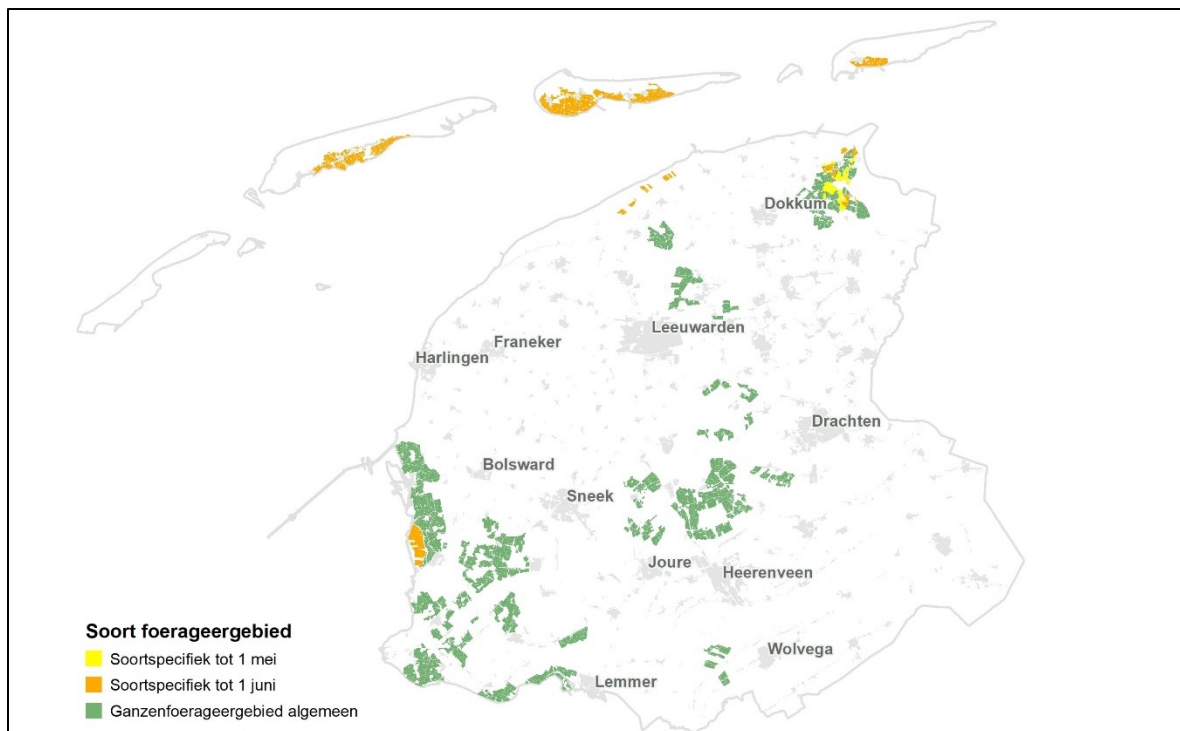 Dokkum
Leeuwarden
Franeker
Harlingen
Drachten
Bolsward
Sneek
Joure
Heerenveen
Wolvega
Lemmer
Soort foerageergebied
Soortspecifiek tot 1 mei
Soortspecifiek tot 1 juni
Ganzenfoerageergebied algemeen